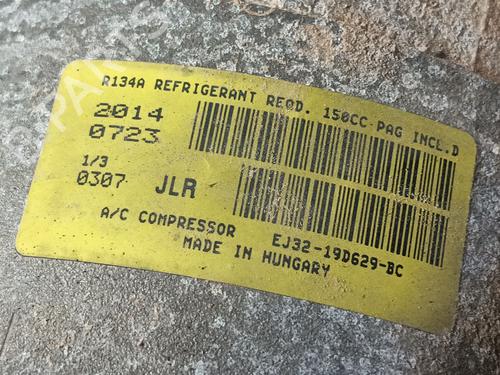 R134A REFRIGERANT REQD. 150CC PAG INCL.D
2014
0723
1/3
0307 JLR
A/C COMPRESSOR EJ32-19D629-BC
MADE IN HUNGARY